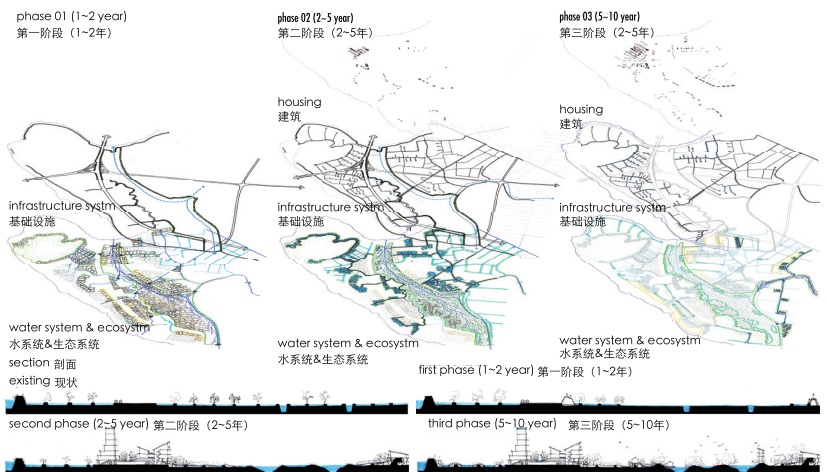 phase 01 (1~2 year)
第一阶段（1~2年）
phase 02 (2~5 year)
第二阶段（2~5年）
phase 03 (5~10 year)
第三阶段（2~5年）
housing
建筑
housing
建筑
infrastructure systm
基础设施
infrastructure systm
基础设施
infrastructure systm
基础设施
water system & ecosystm
水系统&生态系统
water system & ecosystm
水系统&生态系统
water system & ecosystm
水系统&生态系统
section 剖面
existing 现状
first phase (1~2 year) 第一阶段（1~2年）
second phase (2~5 year) 第二阶段（2~5年）
third phase (5~10 year) 第三阶段（5~10年）